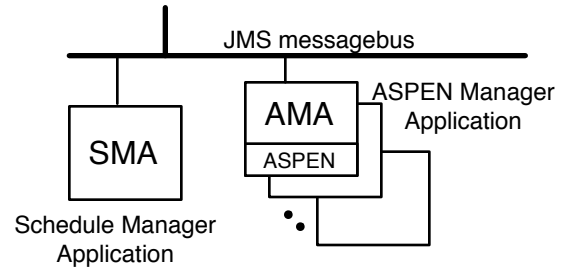 JMS messagebus
AMA
ASPEN
ASPEN Manager
Application
SMA
Schedule Manager
Application